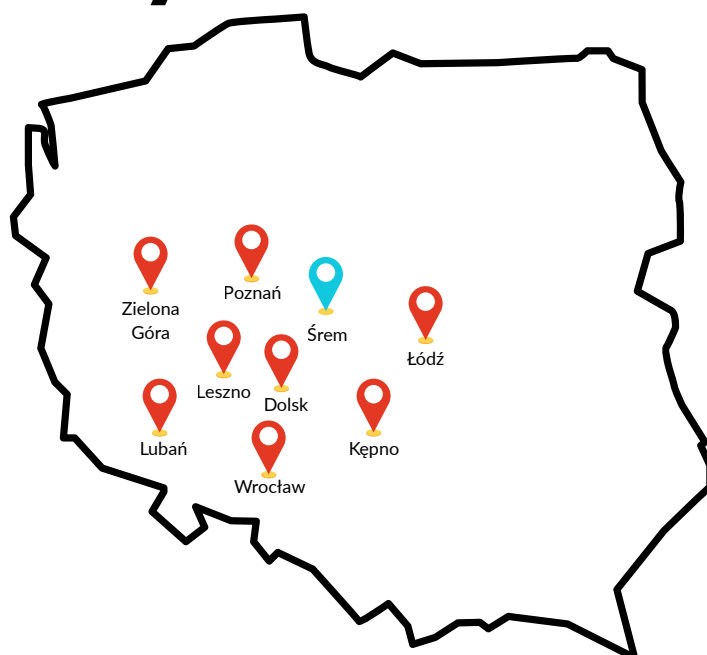 Poznań
Zielona
Góra
Śrem
Łódź
Leszno
Dolsk
Lubań
Kępno
Wrocław